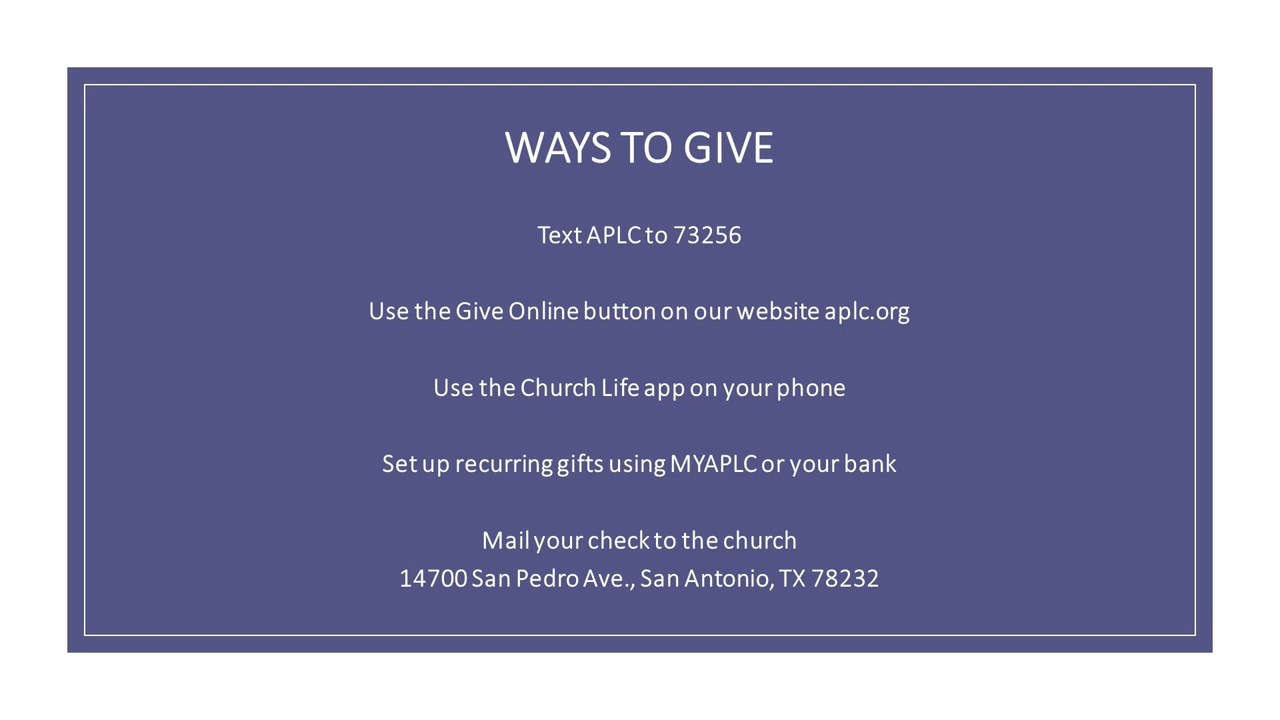 WAYS TO GIVE
Text APLC to 73256
Use the Give Online button on our website aplc.org
Use the Church Life app on your phone
Set up recurring gifts using MYAPLC or your bank
Mail your check to the church
14700 San Pedro Ave., San Antonio, TX 78232